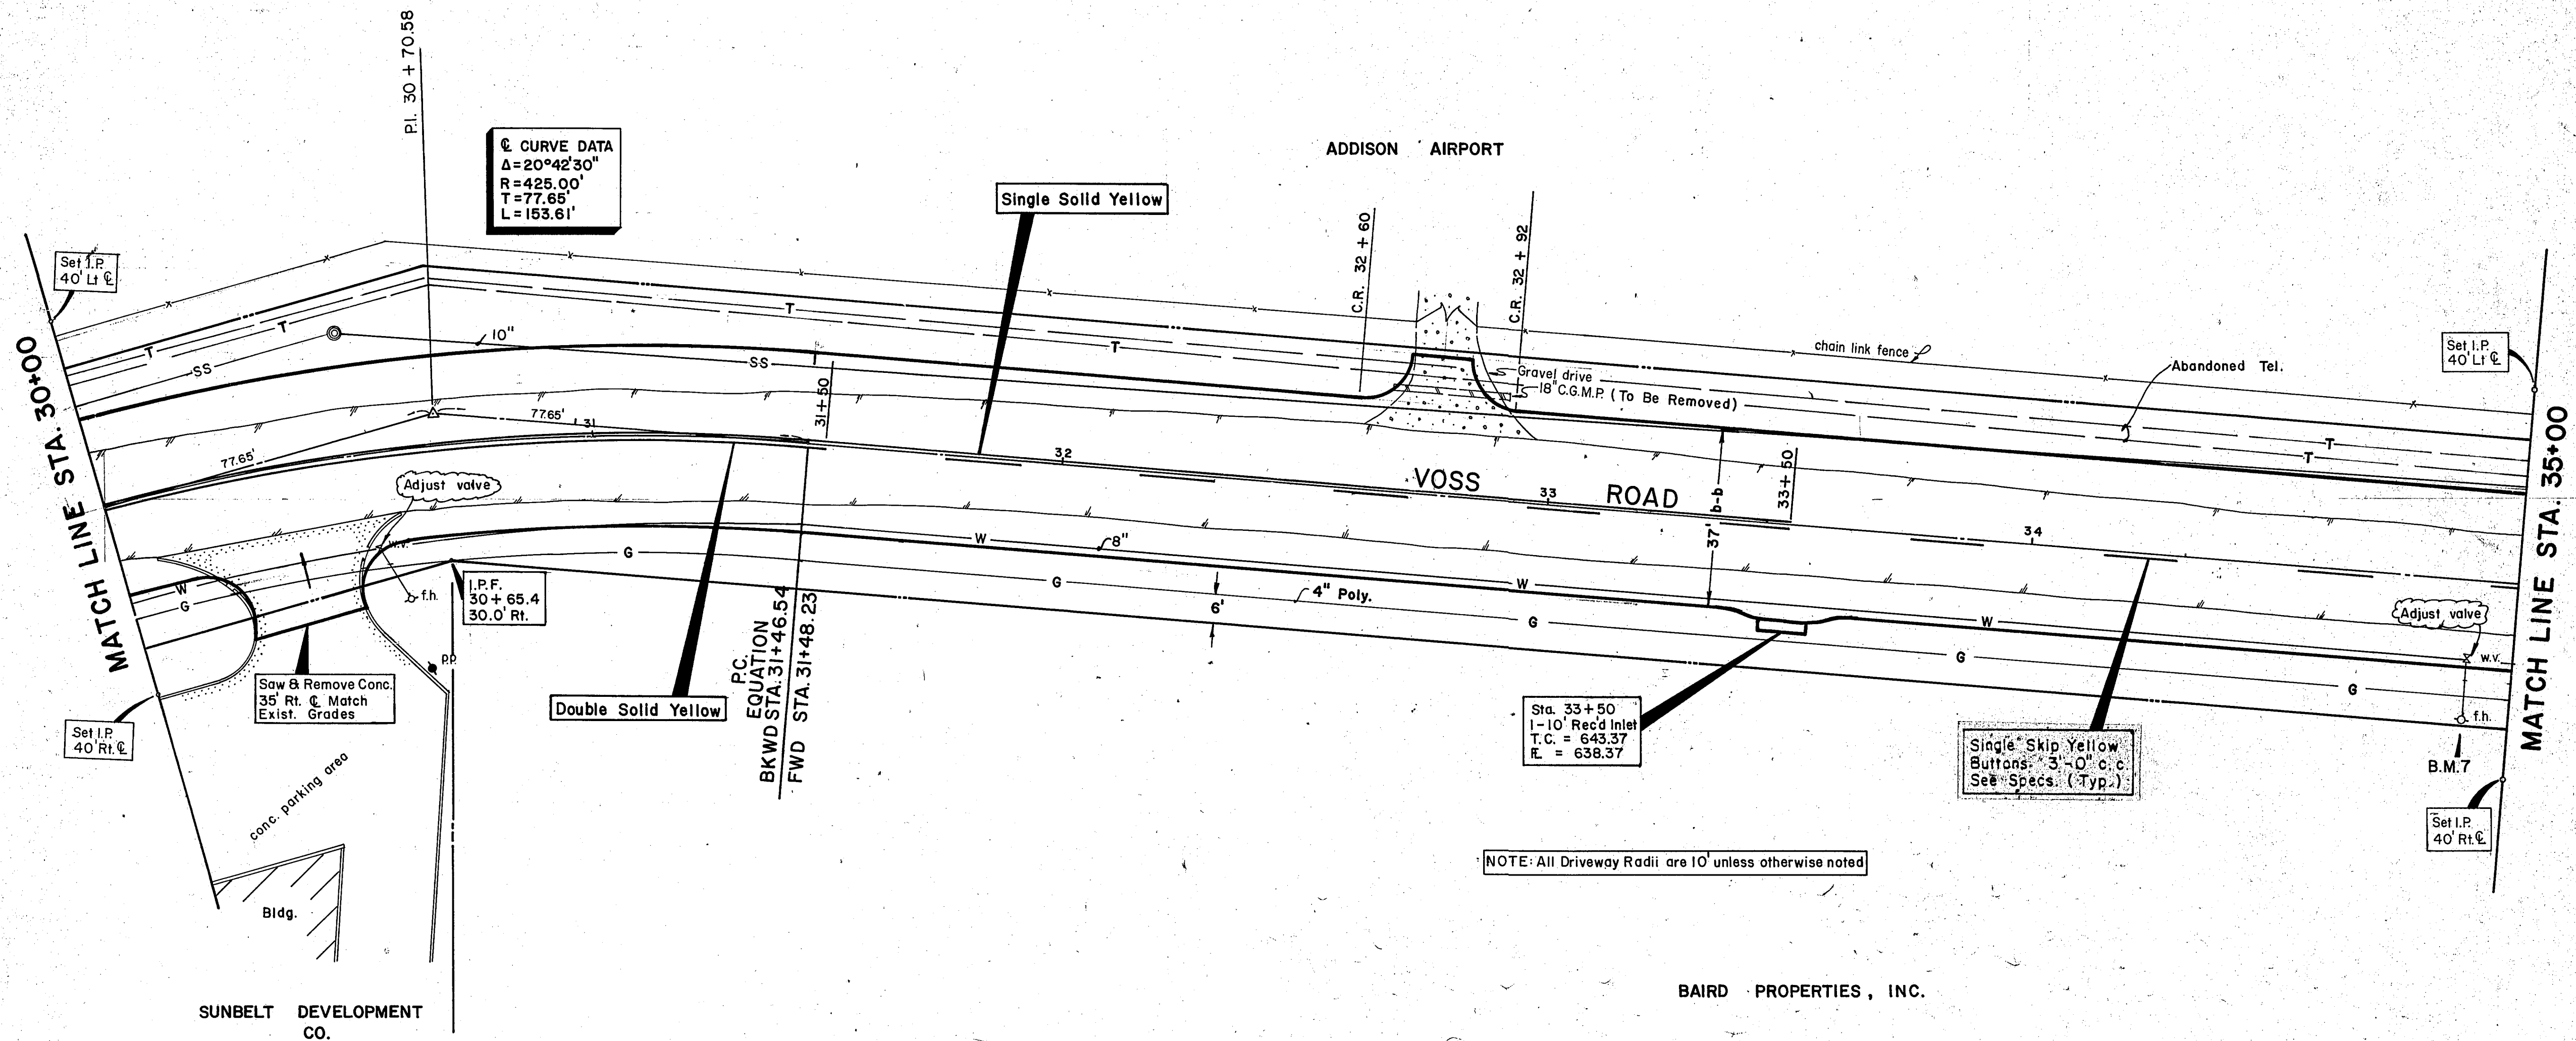 P.I. 30 + 70.58
℄ CURVE DATA
Δ=20°42'30"
R=425.00'
T=77.65'
L=153.61'
ADDISON AIRPORT
Single Solid Yellow
C.R. 32 + 60
C.R. 32 + 92
Set I.P.
40' Lt ℄
MATCH LINE STA. 30+00
T
T
SS
10"
T
SS
T
31+50
77.65'
77.65'
31
Gravel drive
18" C.G.M.P. (To Be Removed)
chain link fence
Abandoned Tel.
Set I.P.
40' Lt ℄
T
T
MATCH LINE STA. 35+00
32
VOSS ROAD
33
37' b-b
33+50
34
Adjust valve
w.v.
f.h.
W
G
G
W
8"
G
6'
4" Poly.
W
G
W
G
G
Adjust valve
w.v.
f.h.
B.M.7
I.P.F.
30+65.4
30.0' Rt.
P.P.
Saw & Remove Conc.
35' Rt. ℄ Match
Exist. Grades
Set I.P.
40' Rt. ℄
Double Solid Yellow
P.C.
EQUATION
BKWD STA. 31+46.54
FWD STA. 31+48.23
Sta. 33+50
1-10' Rec'd Inlet
T.C. = 643.37
FL = 638.37
Single Skip Yellow
Buttons 3'-0" c.c.
See Specs. (Typ.)
Set I.P.
40' Rt. ℄
conc. parking area
Bldg.
NOTE: All Driveway Radii are 10' unless otherwise noted
SUNBELT DEVELOPMENT
CO.
BAIRD PROPERTIES, INC.